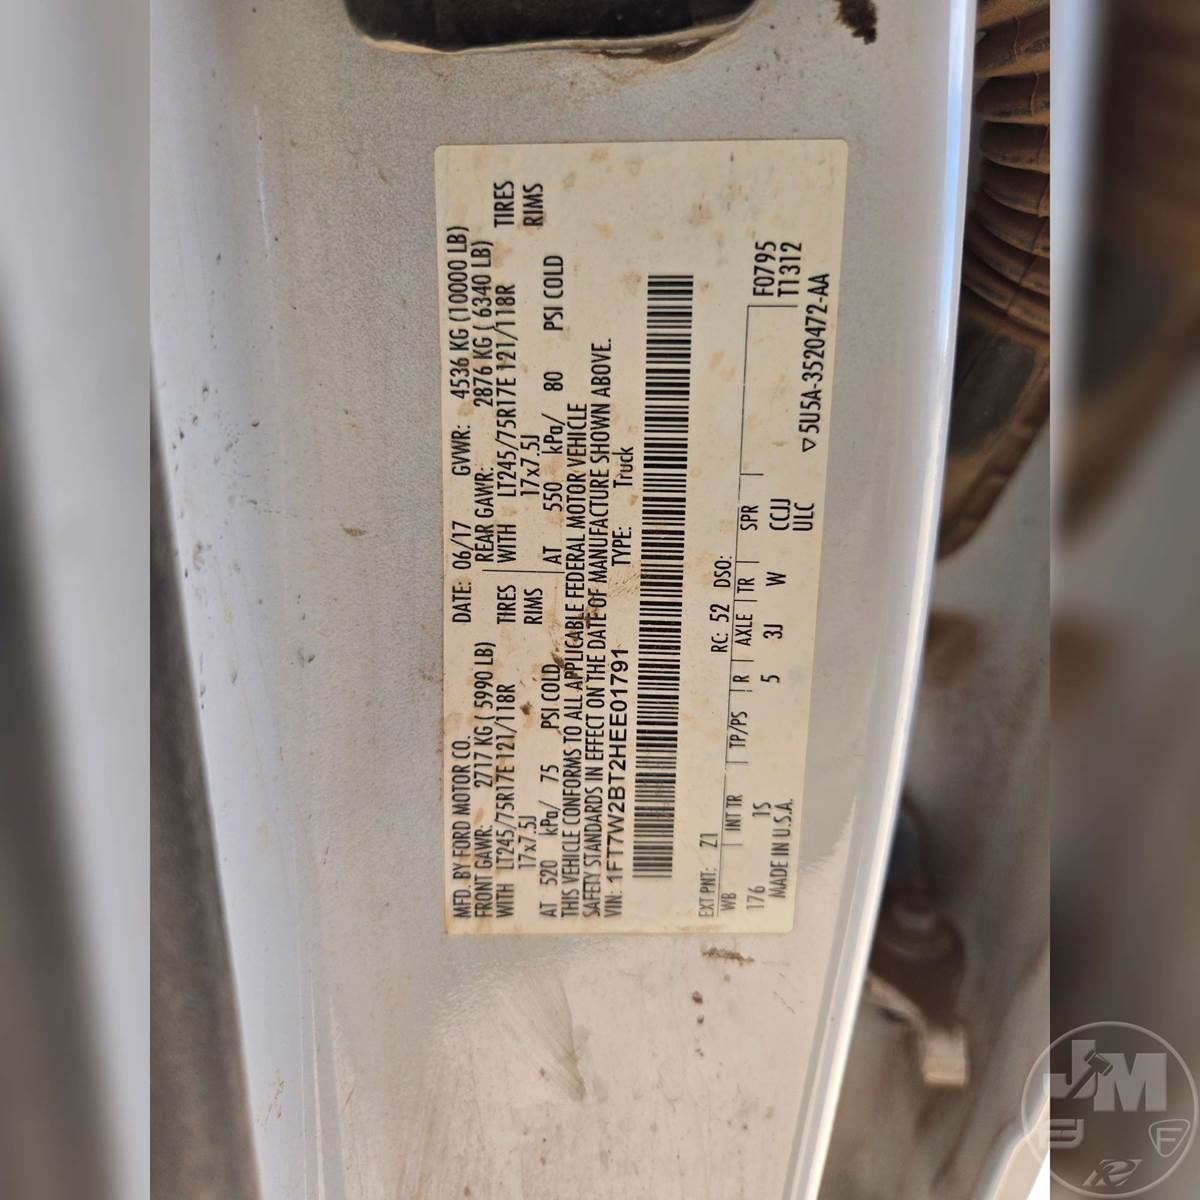 MFD. BY FORD MOTOR CO.
DATE: 06/17 GVWR: 4536 KG (10000 LB)
FRONT GAWR: 2717 KG ( 5990 LB) REAR GAWR: 2876 KG ( 6340 LB)
WITH LT245/75R17E 121/118R TIRES WITH LT245/75R17E 121/118R TIRES
17x7.5J RIMS 17x7.5J RIMS
AT 520 kPa/ 75 PSI COLD AT 550 kPa/ 80 PSI COLD
THIS VEHICLE CONFORMS TO ALL APPLICABLE FEDERAL MOTOR VEHICLE
SAFETY STANDARDS IN EFFECT ON THE DATE OF MANUFACTURE SHOWN ABOVE.
VIN: 1FT7W2BT2HEE01791 TYPE: Truck
EXT PNT: Z1 RC: 52 DSO:
WB INT TR TP/PS R AXLE TR SPR F0795
176 1S 5 3J W CCJJ T1312
MADE IN U.S.A. ULC ▽5U5A-3520472-AA
JM
F